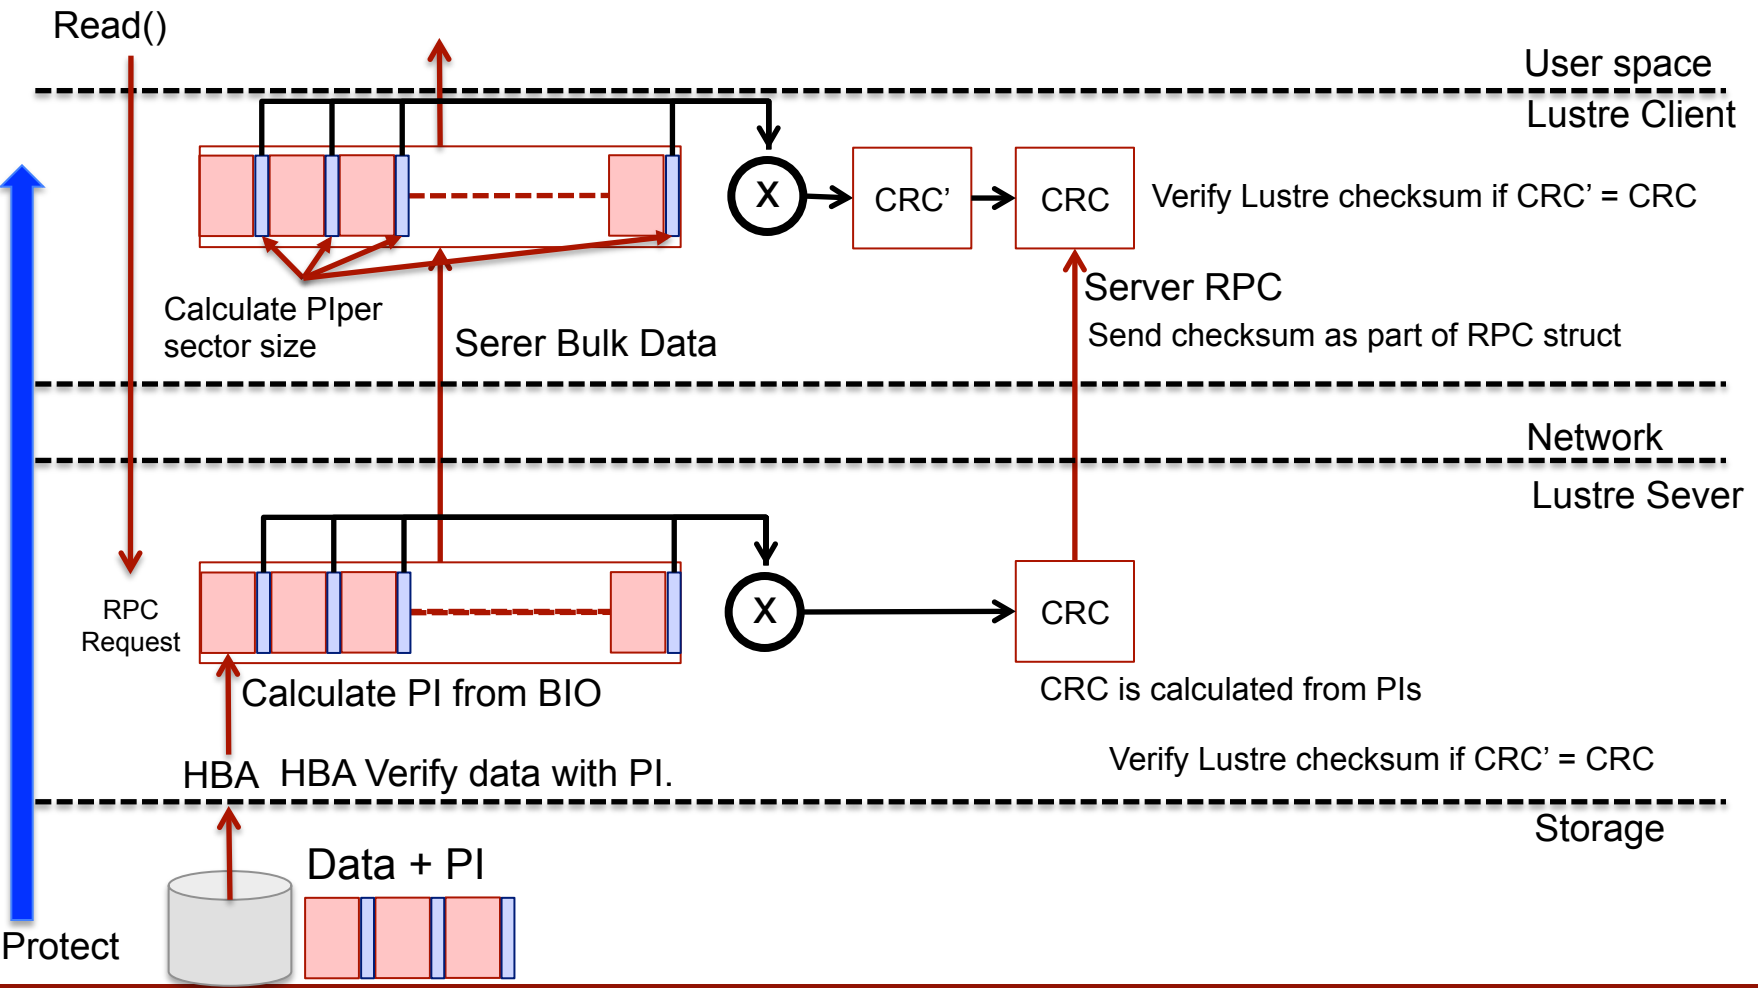 Read()
User space
Lustre Client
X
CRC’
CRC
Verify Lustre checksum if CRC’ = CRC
Calculate PIper
sector size
Serer Bulk Data
Server RPC
Send checksum as part of RPC struct
Network
Lustre Sever
RPC
Request
X
CRC
Calculate PI from BIO
CRC is calculated from PIs
HBA
HBA Verify data with PI.
Verify Lustre checksum if CRC’ = CRC
Storage
Data + PI
Protect